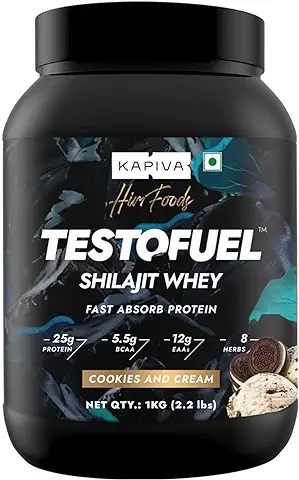 KAPIVA
Him Foods
TESTOFUEL™
SHILAJIT WHEY
FAST ABSORB PROTEIN
25g PROTEIN
5.5g BCAA
12g EAAs
8 HERBS
COOKIES AND CREAM
NET QTY.: 1KG (2.2 lbs)